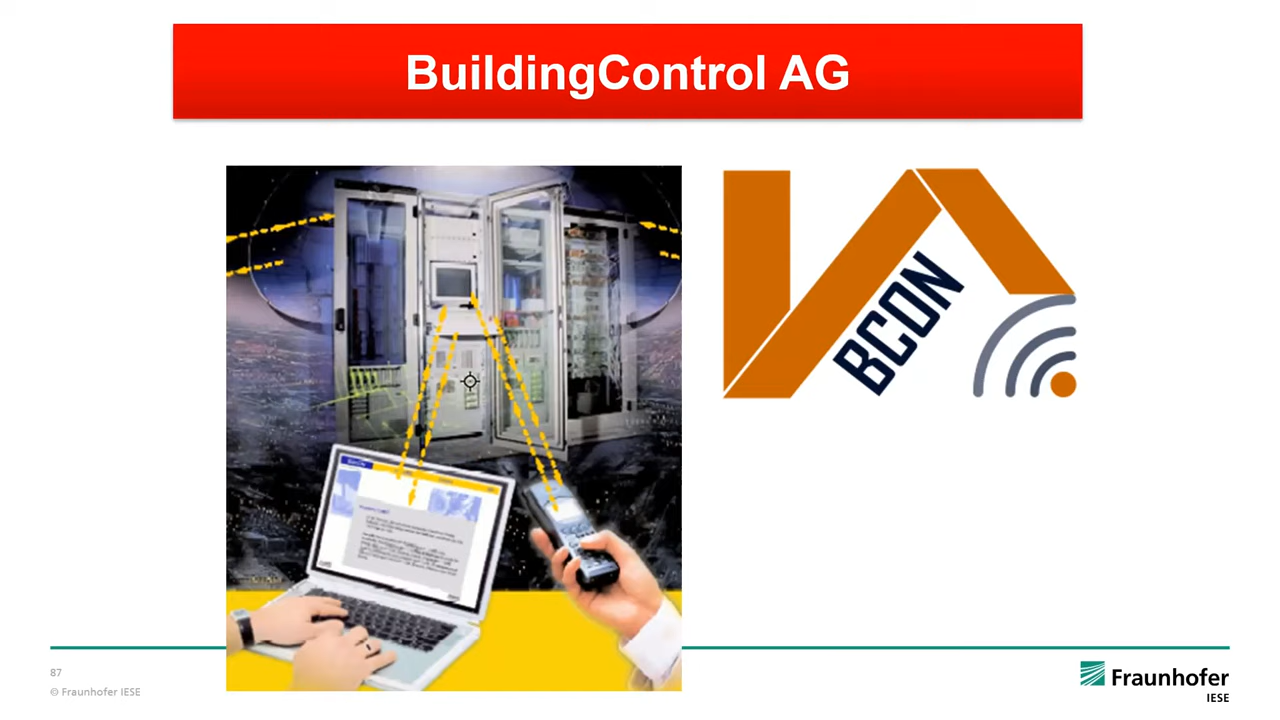 BuildingControl AG
BCON
87
© Fraunhofer IESE
Fraunhofer
IESE